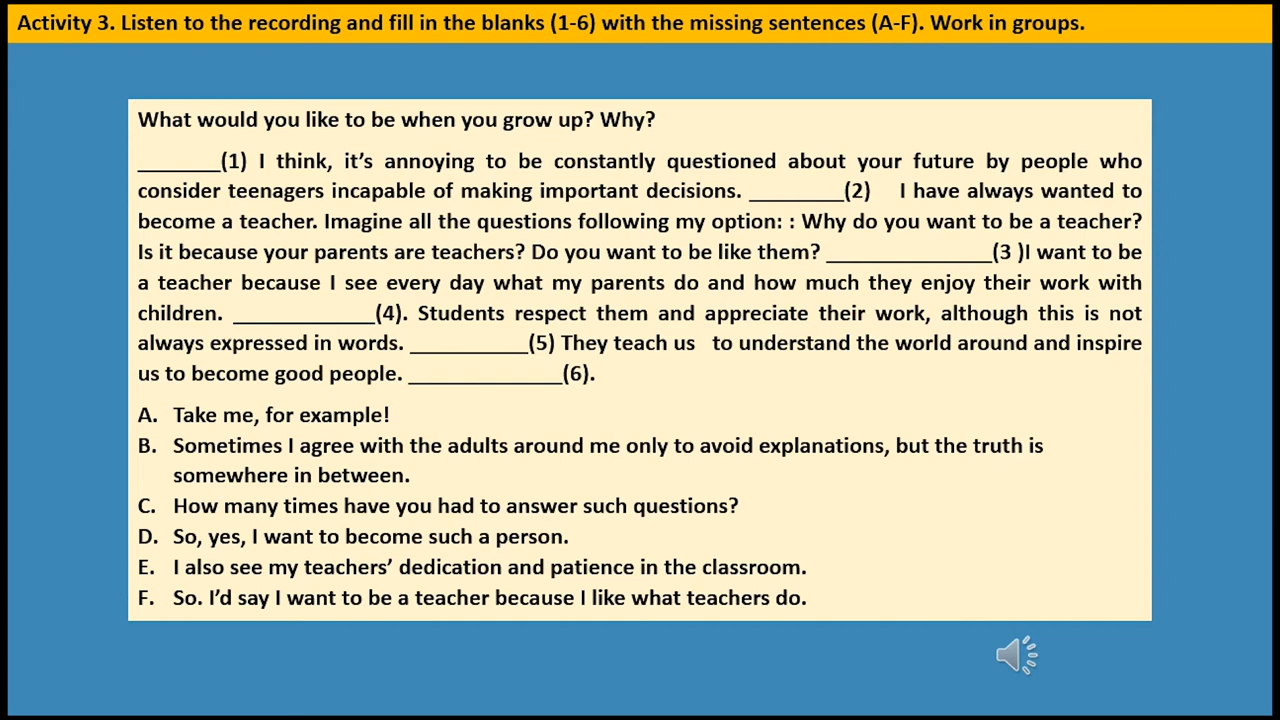 Activity 3. Listen to the recording and fill in the blanks (1-6) with the missing sentences (A-F). Work in groups.
What would you like to be when you grow up? Why?
_______(1) I think, it's annoying to be constantly questioned about your future by people who
consider teenagers incapable of making important decisions. ________(2) I have always wanted to
become a teacher. Imagine all the questions following my option: : Why do you want to be a teacher?
Is it because your parents are teachers? Do you want to be like them? ______________(3 )I want to be
a teacher because I see every day what my parents do and how much they enjoy their work with
children. ____________(4). Students respect them and appreciate their work, although this is not
always expressed in words. __________(5) They teach us to understand the world around and inspire
us to become good people. _____________(6).
A. Take me, for example!
B. Sometimes I agree with the adults around me only to avoid explanations, but the truth is
somewhere in between.
C. How many times have you had to answer such questions?
D. So, yes, I want to become such a person.
E. I also see my teachers' dedication and patience in the classroom.
F. So. I'd say I want to be a teacher because I like what teachers do.